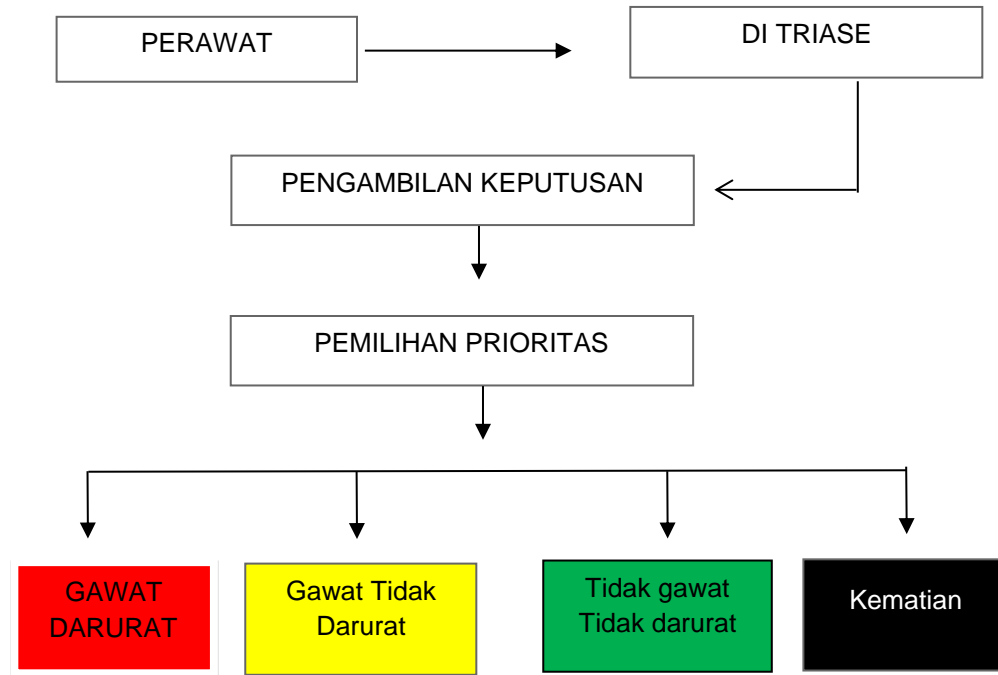 PERAWAT
DI TRIASE
PENGAMBILAN KEPUTUSAN
PEMILIHAN PRIORITAS
GAWAT
DARURAT
Gawat Tidak
Darurat
Tidak gawat
Tidak darurat
Kematian